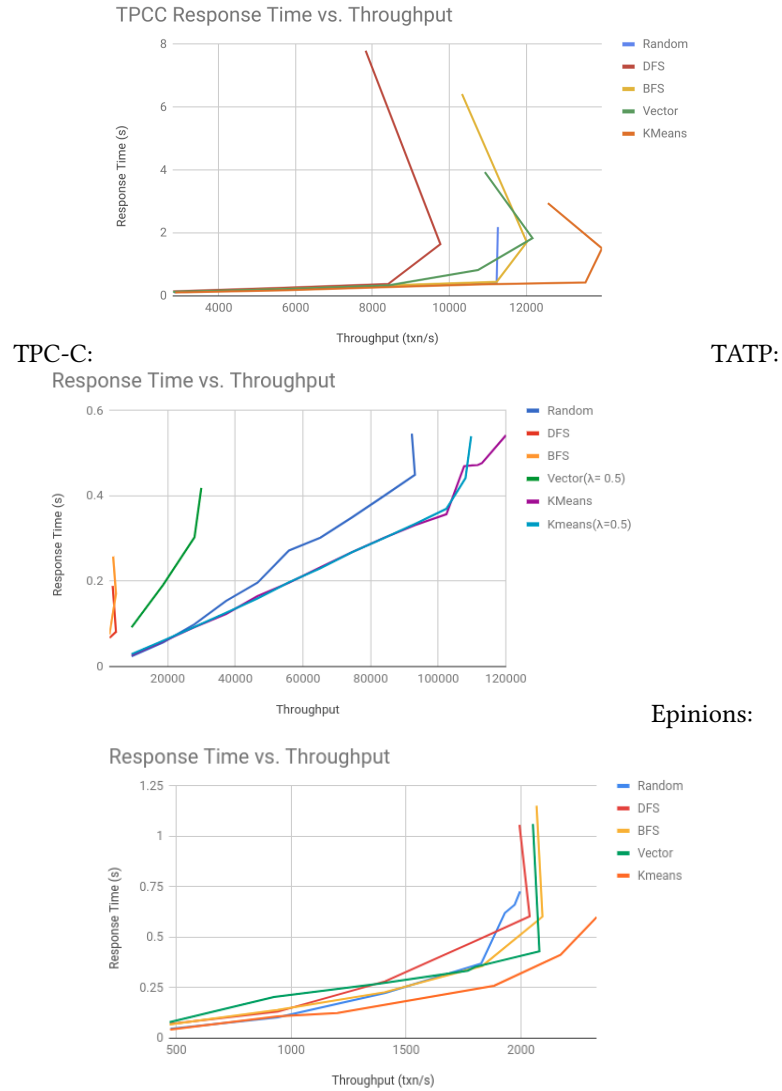 TPCC Response Time vs. Throughput
8
6
4
2
0
Response Time (s)
4000 6000 8000 10000 12000
Throughput (txn/s)
Random
DFS
BFS
Vector
KMeans
TPC-C: TATP:
Response Time vs. Throughput
0.6
0.4
0.2
0
Response Time (s)
20000 40000 60000 80000 100000 120000
Throughput
Random
DFS
BFS
Vector(λ= 0.5)
KMeans
Kmeans(λ=0.5)
Epinions:
Response Time vs. Throughput
1.25
1
0.75
0.5
0.25
0
Response Time (s)
500 1000 1500 2000
Throughput (txn/s)
Random
DFS
BFS
Vector
Kmeans